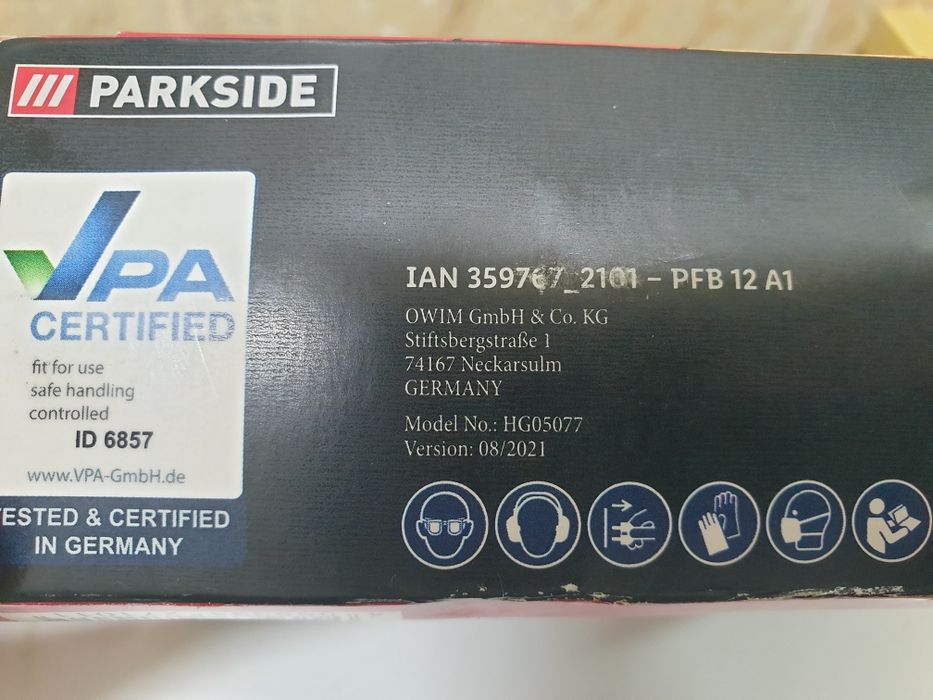 PARKSIDE
VPA
CERTIFIED
fit for use
safe handling
controlled
ID 6857
www.VPA-GmbH.de
TESTED & CERTIFIED
IN GERMANY
IAN 359767_2101 – PFB 12 A1
OWIM GmbH & Co. KG
Stiftsbergstraße 1
74167 Neckarsulm
GERMANY
Model No.: HG05077
Version: 08/2021